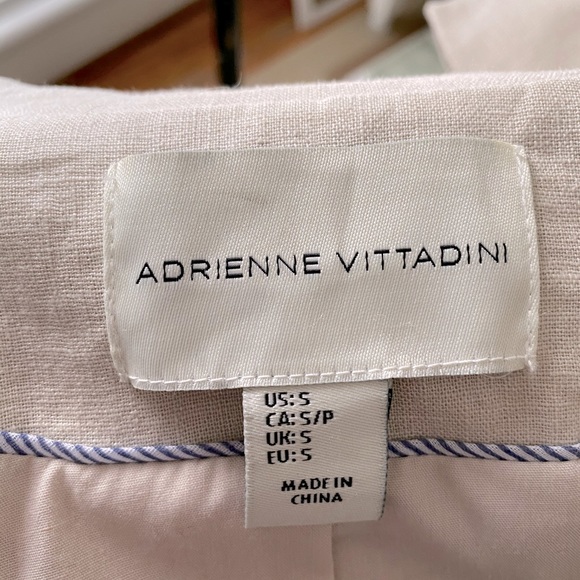 ADRIENNE VITTADINI
US: S
CA: S/P
UK: S
EU: S
MADE IN
CHINA